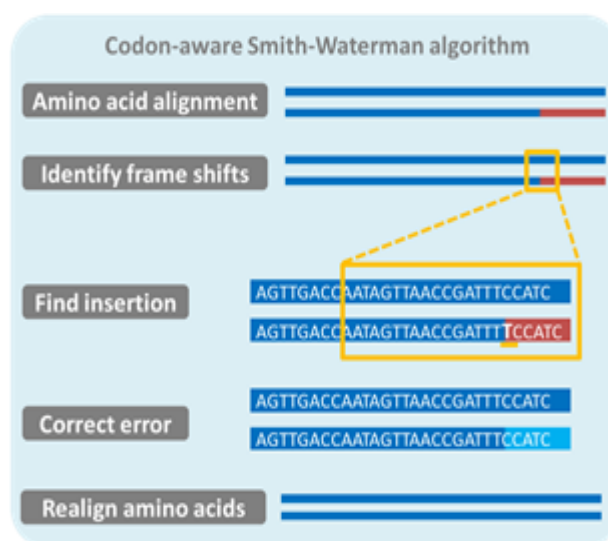 Codon-aware Smith-Waterman algorithm
Amino acid alignment
Identify frame shifts
Find insertion
AGTTGACCAATAGTTAACCGATTTCCATC
AGTTGACCAATAGTTAACCGATTTTCCATC
Correct error
AGTTGACCAATAGTTAACCGATTTCCATC
AGTTGACCAATAGTTAACCGATTTCCATC
Realign amino acids